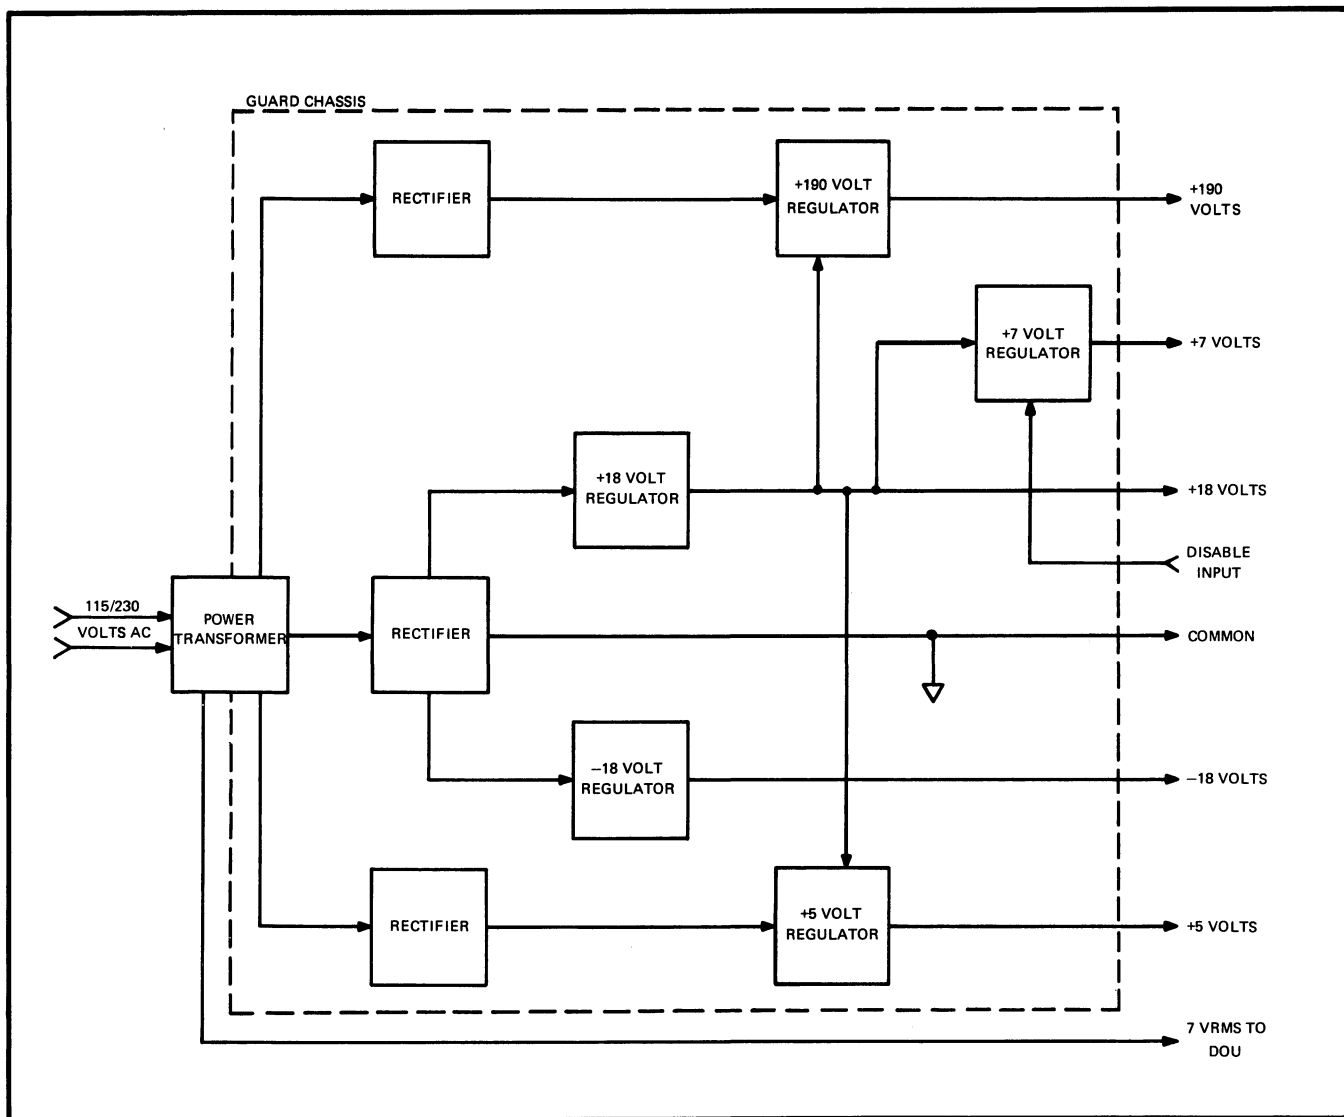 GUARD CHASSIS
RECTIFIER
+190 VOLT
REGULATOR
+190
VOLTS
+7 VOLT
REGULATOR
+7 VOLTS
+18 VOLT
REGULATOR
+18 VOLTS
DISABLE
INPUT
115/230
VOLTS AC
POWER
TRANSFORMER
RECTIFIER
COMMON
−18 VOLT
REGULATOR
−18 VOLTS
RECTIFIER
+5 VOLT
REGULATOR
+5 VOLTS
7 VRMS TO
DOU